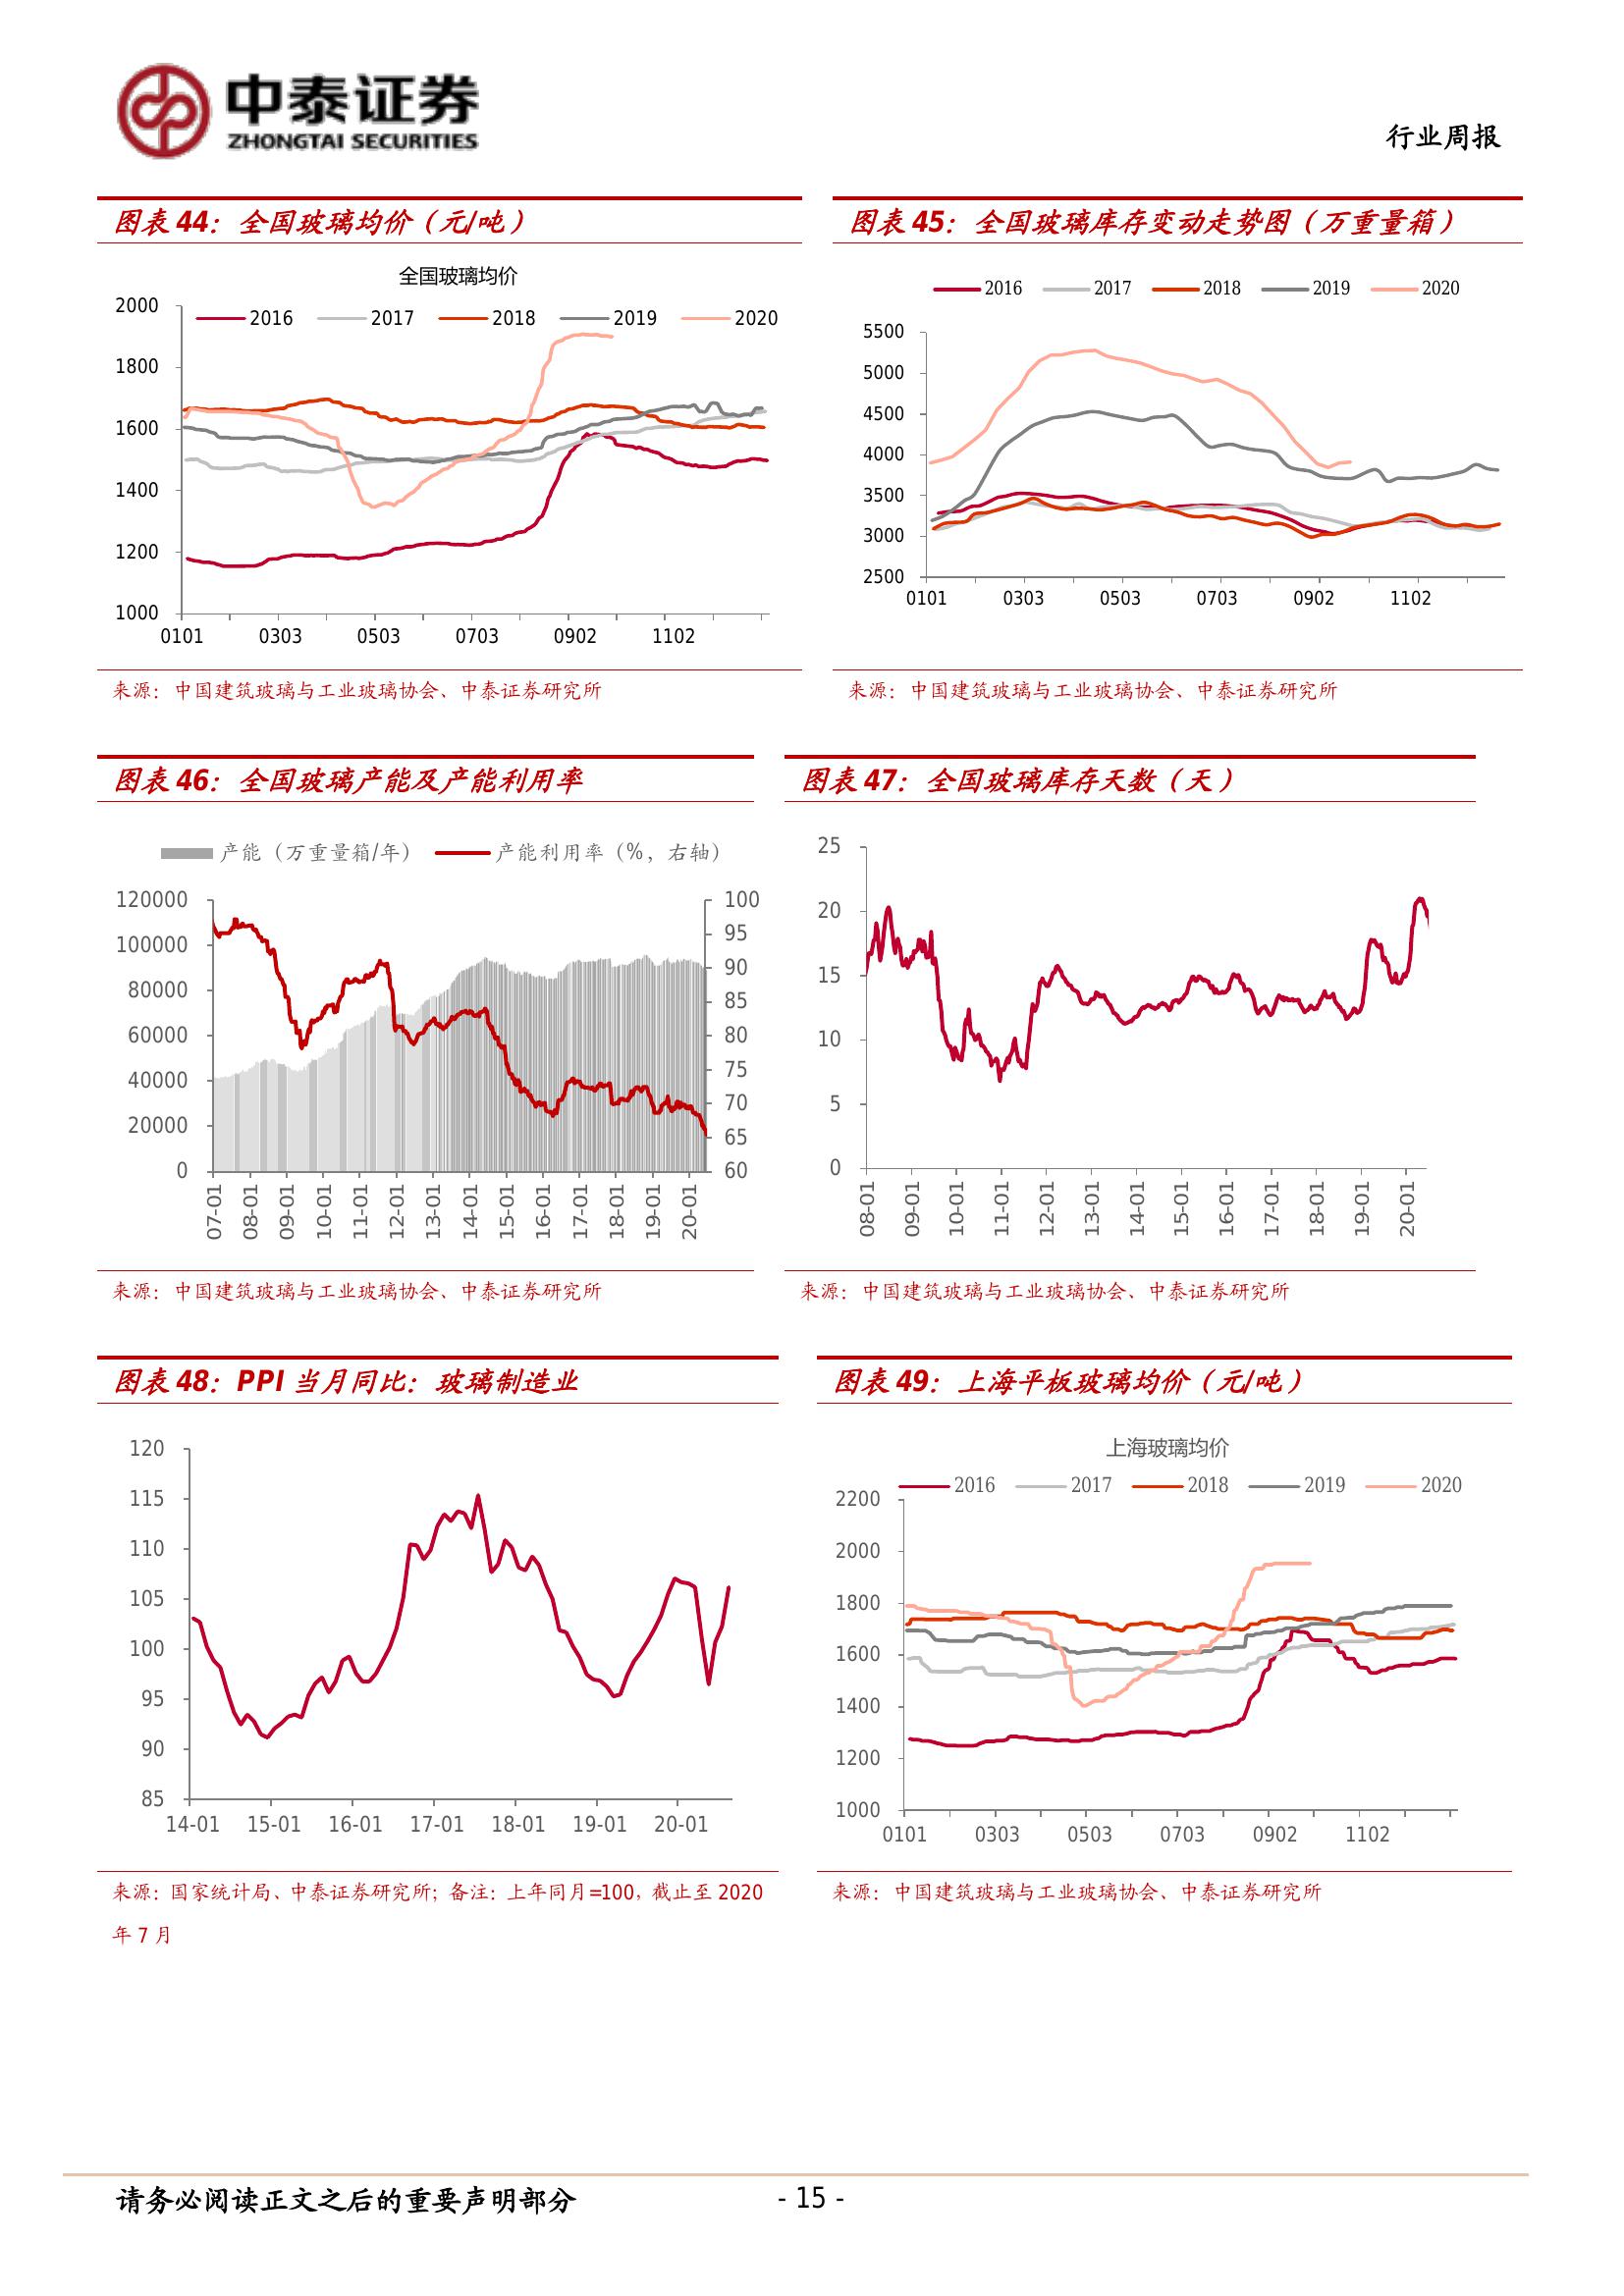 中泰证券
ZHONGTAI SECURITIES
行业周报
图表 44：全国玻璃均价（元/吨）
全国玻璃均价
2016 2017 2018 2019 2020
2000
1800
1600
1400
1200
1000
0101 0303 0503 0703 0902 1102
来源：中国建筑玻璃与工业玻璃协会、中泰证券研究所
图表 45：全国玻璃库存变动走势图（万重量箱）
2016 2017 2018 2019 2020
5500
5000
4500
4000
3500
3000
2500
0101 0303 0503 0703 0902 1102
来源：中国建筑玻璃与工业玻璃协会、中泰证券研究所
图表 46：全国玻璃产能及产能利用率
产能（万重量箱/年） 产能利用率（%，右轴）
120000 100
100000 95
80000 90
60000 85
40000 80
20000 75
0 70
65
60
07-01 08-01 09-01 10-01 11-01 12-01 13-01 14-01 15-01 16-01 17-01 18-01 19-01 20-01
来源：中国建筑玻璃与工业玻璃协会、中泰证券研究所
图表 47：全国玻璃库存天数（天）
25
20
15
10
5
0
08-01 09-01 10-01 11-01 12-01 13-01 14-01 15-01 16-01 17-01 18-01 19-01 20-01
来源：中国建筑玻璃与工业玻璃协会、中泰证券研究所
图表 48：PPI 当月同比：玻璃制造业
120
115
110
105
100
95
90
85
14-01 15-01 16-01 17-01 18-01 19-01 20-01
来源：国家统计局、中泰证券研究所；备注：上年同月=100，截止至 2020
年 7 月
图表 49：上海平板玻璃均价（元/吨）
上海玻璃均价
2016 2017 2018 2019 2020
2200
2000
1800
1600
1400
1200
1000
0101 0303 0503 0703 0902 1102
来源：中国建筑玻璃与工业玻璃协会、中泰证券研究所
请务必阅读正文之后的重要声明部分
- 15 -